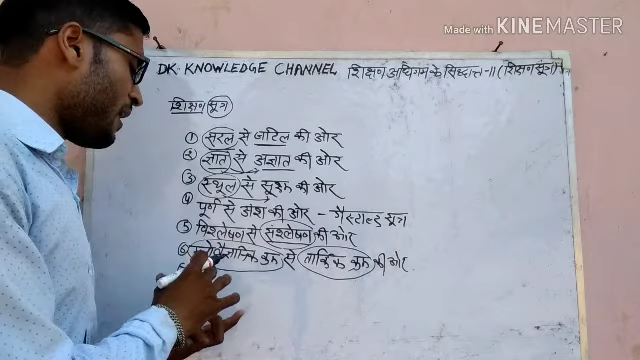 Made with KINEMASTER
DK KNOWLEDGE CHANNEL शिक्षण अधिगम के सिद्धान्त-II (शिक्षण सूत्र)
शिक्षण सूत्र
① सरल से जटिल की ओर
② ज्ञात से अज्ञात की ओर
③ स्थूल से सूक्ष्म की ओर
④ पूर्ण से अंश की ओर - गैस्टाल्ड सूत्र
⑤ विश्लेषण से संश्लेषण की ओर
⑥ मनोवैज्ञानिक क्रम से तार्किक क्रम की ओर